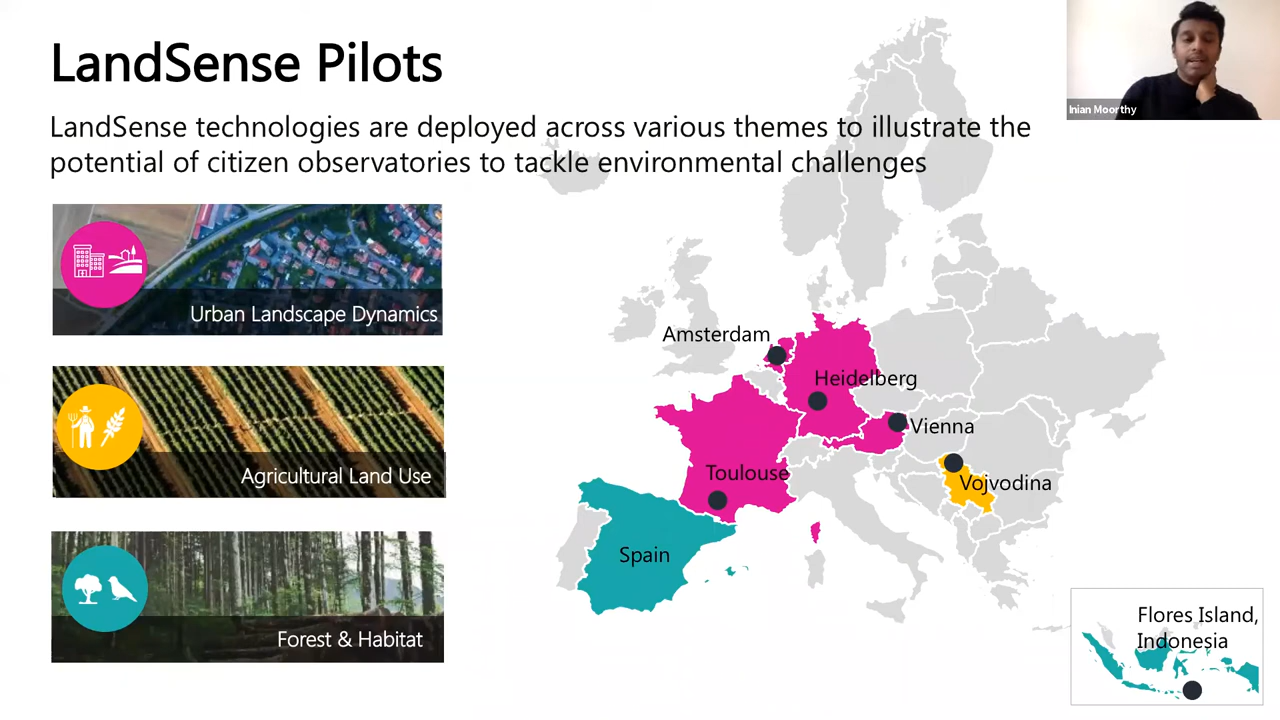 LandSense Pilots
LandSense technologies are deployed across various themes to illustrate the
potential of citizen observatories to tackle environmental challenges
Inian Moorthy
Urban Landscape Dynamics
Agricultural Land Use
Forest & Habitat
Amsterdam
Heidelberg
Vienna
Toulouse
Vojvodina
Spain
Flores Island,
Indonesia